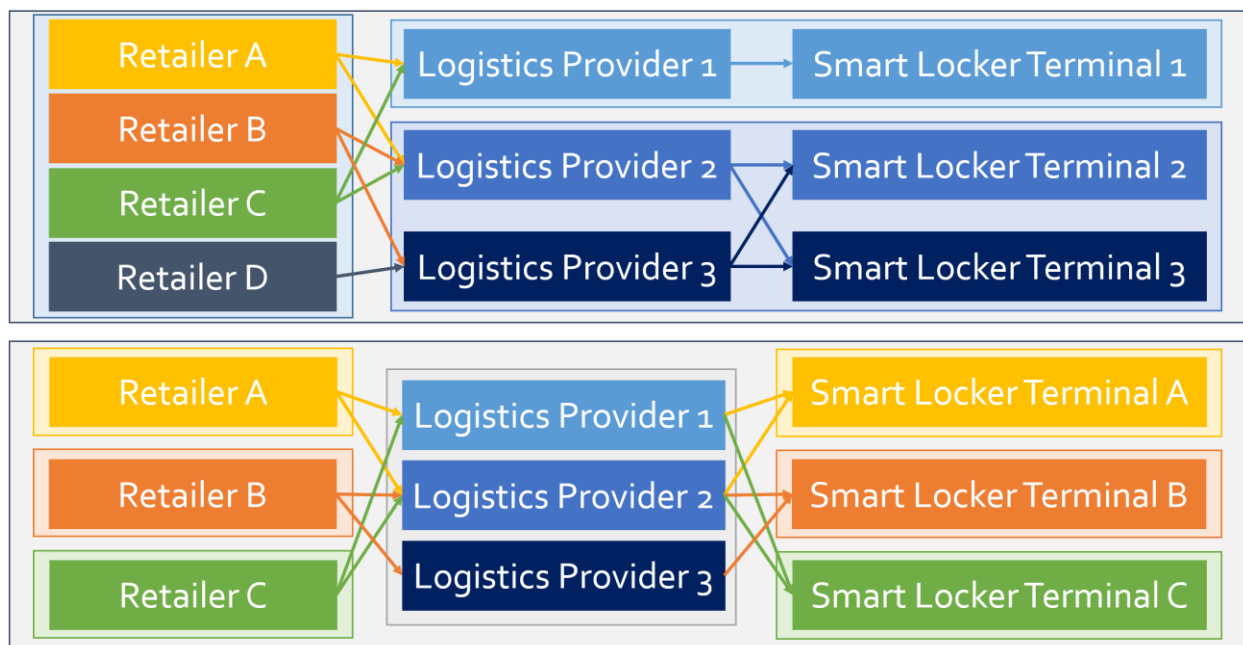 Retailer A
Retailer B
Retailer C
Retailer D
Logistics Provider 1
Logistics Provider 2
Logistics Provider 3
Smart Locker Terminal 1
Smart Locker Terminal 2
Smart Locker Terminal 3
Retailer A
Retailer B
Retailer C
Logistics Provider 1
Logistics Provider 2
Logistics Provider 3
Smart Locker Terminal A
Smart Locker Terminal B
Smart Locker Terminal C